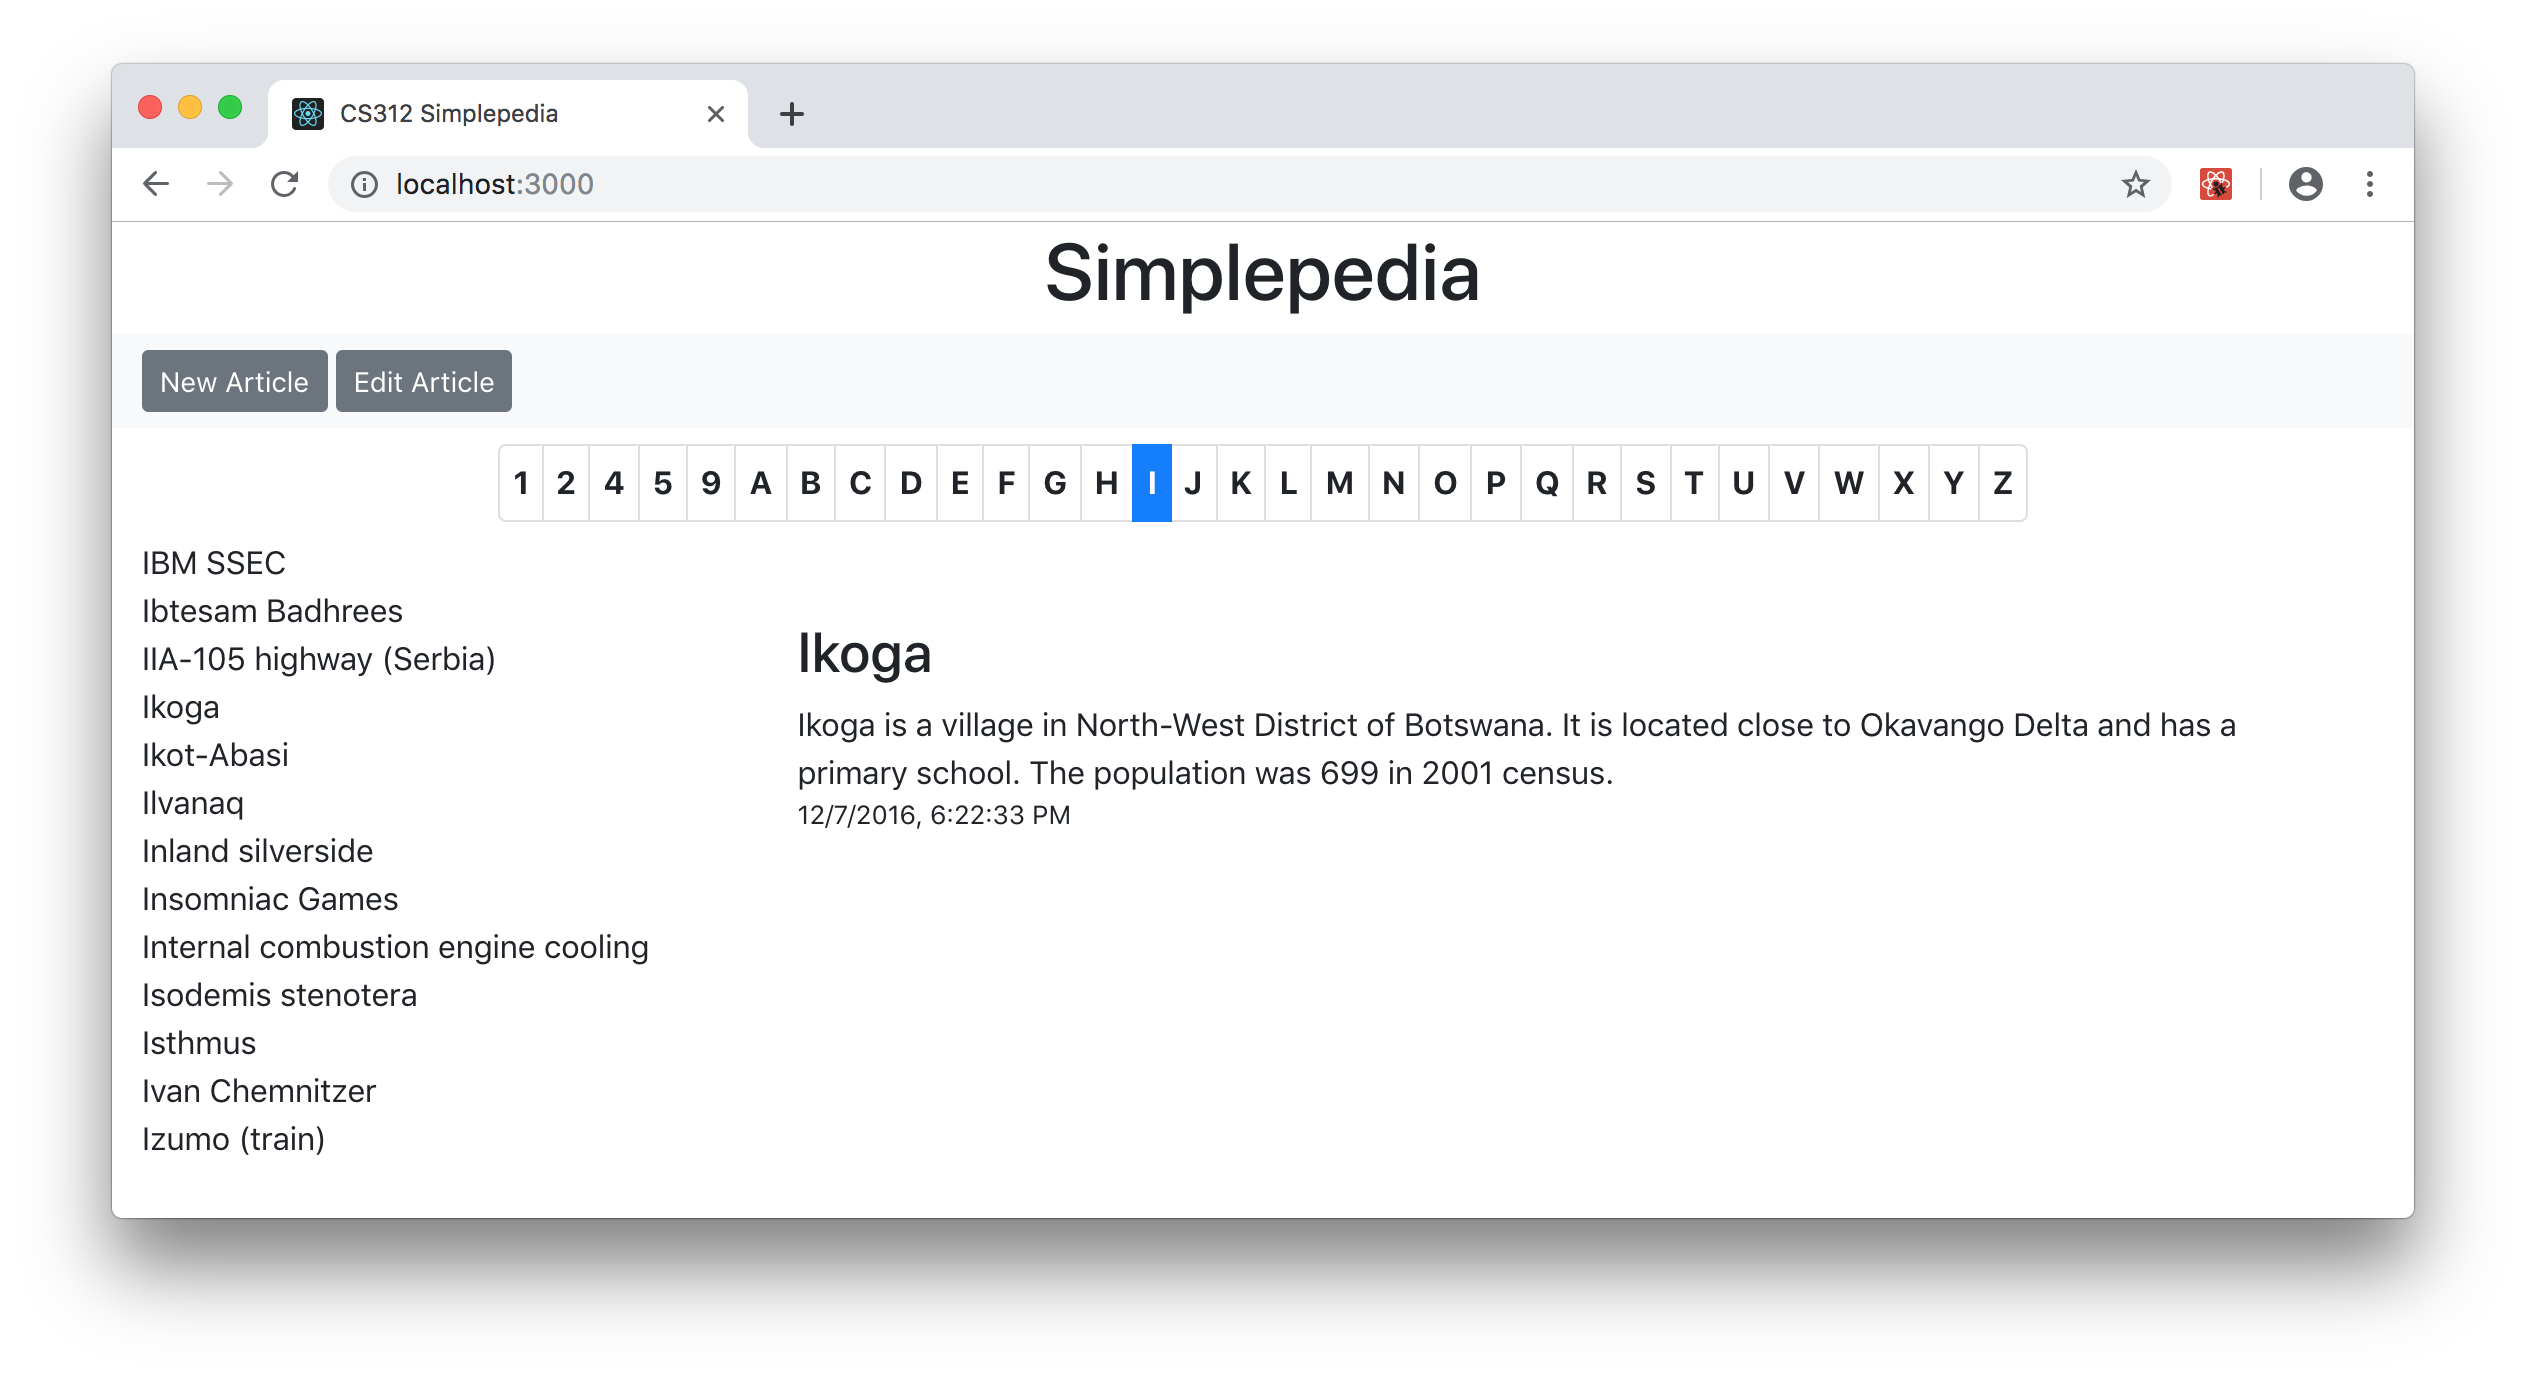 CS312 Simplepedia
localhost:3000
Simplepedia
New Article Edit Article
1 2 4 5 9 A B C D E F G H I J K L M N O P Q R S T U V W X Y Z
IBM SSEC
Ibtesam Badhrees
IIA-105 highway (Serbia)
Ikoga
Ikot-Abasi
Ilvanaq
Inland silverside
Insomniac Games
Internal combustion engine cooling
Isodemis stenotera
Isthmus
Ivan Chemnitzer
Izumo (train)
Ikoga
Ikoga is a village in North-West District of Botswana. It is located close to Okavango Delta and has a
primary school. The population was 699 in 2001 census.
12/7/2016, 6:22:33 PM